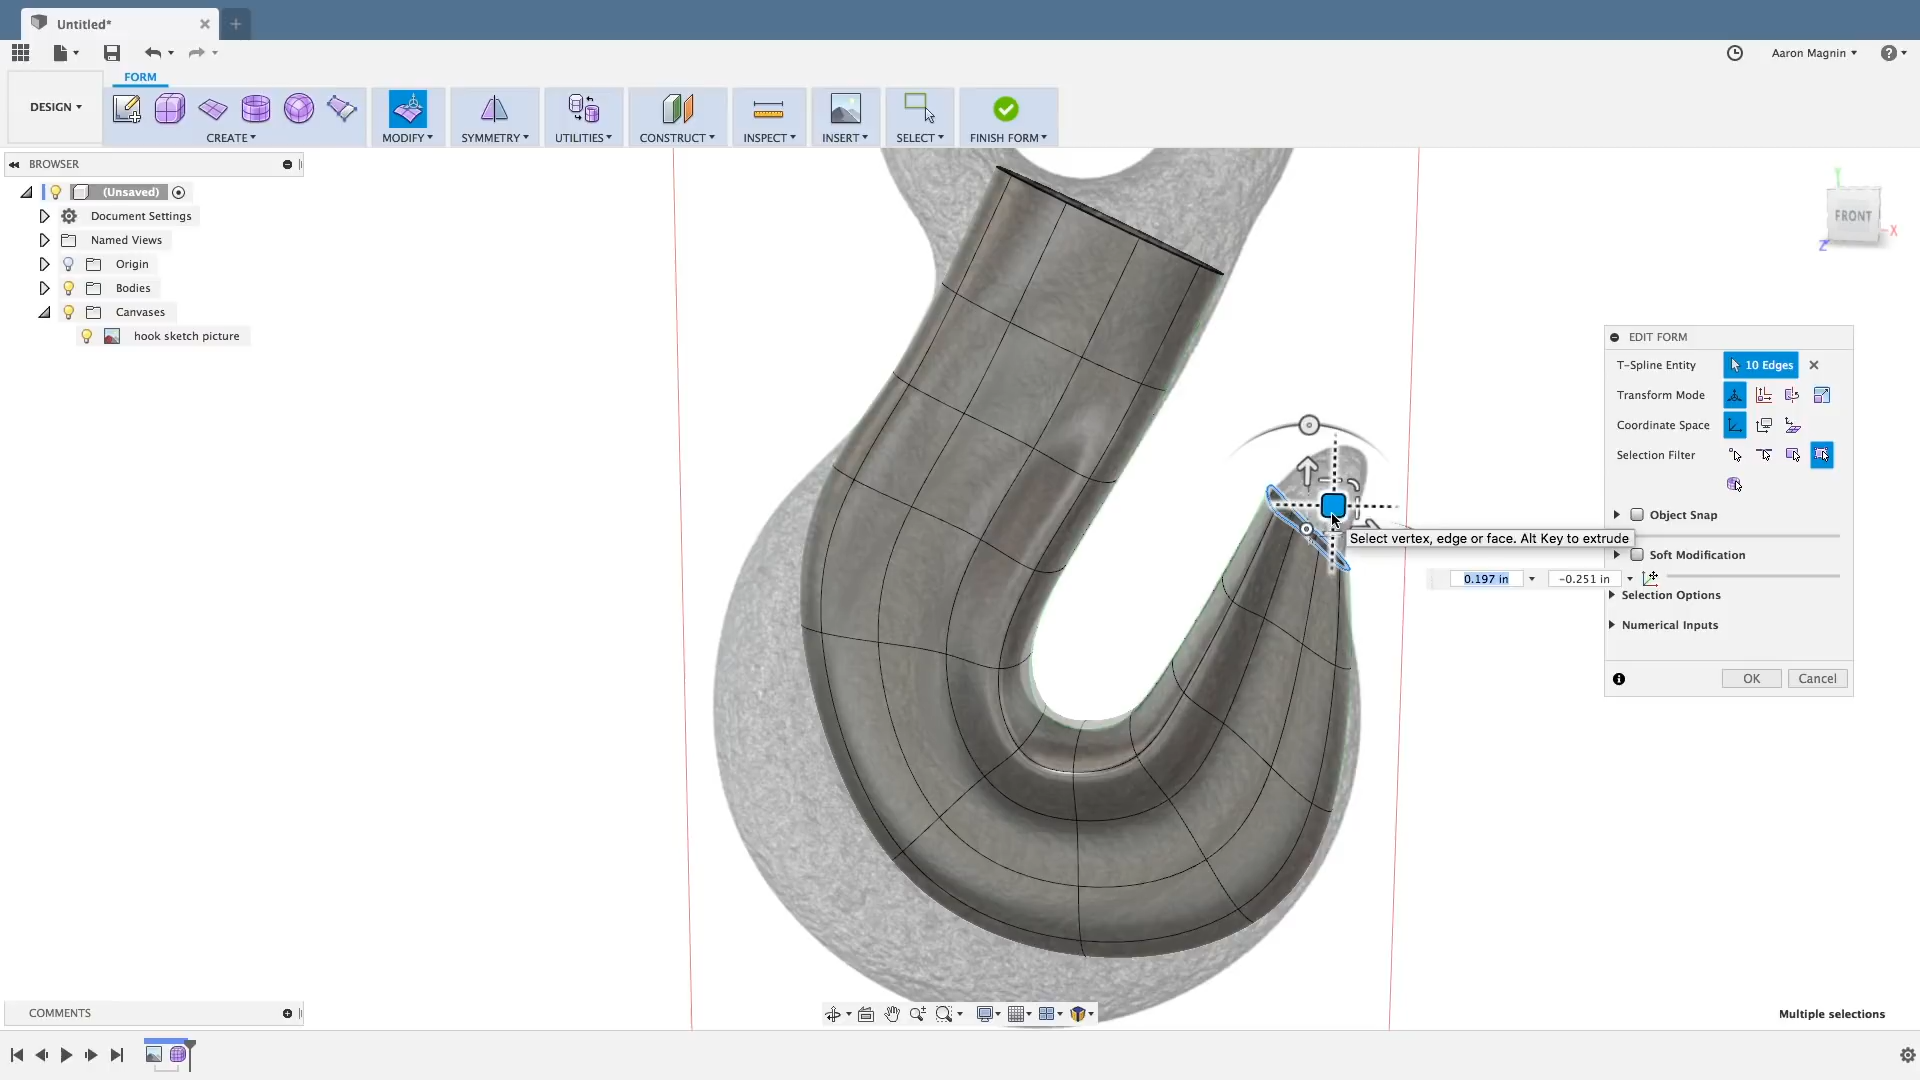 Untitled*
Aaron Magnin
FORM
DESIGN
CREATE
MODIFY
SYMMETRY
UTILITIES
CONSTRUCT
INSPECT
INSERT
SELECT
FINISH FORM
BROWSER
(Unsaved)
Document Settings
Named Views
Origin
Bodies
Canvases
hook sketch picture
Y
FRONT
X
Z
EDIT FORM
T-Spline Entity 10 Edges
Transform Mode
Coordinate Space
Selection Filter
Object Snap
Select vertex, edge or face. Alt Key to extrude
Soft Modification
0.197 in
-0.251 in
Selection Options
Numerical Inputs
OK Cancel
COMMENTS
Multiple selections